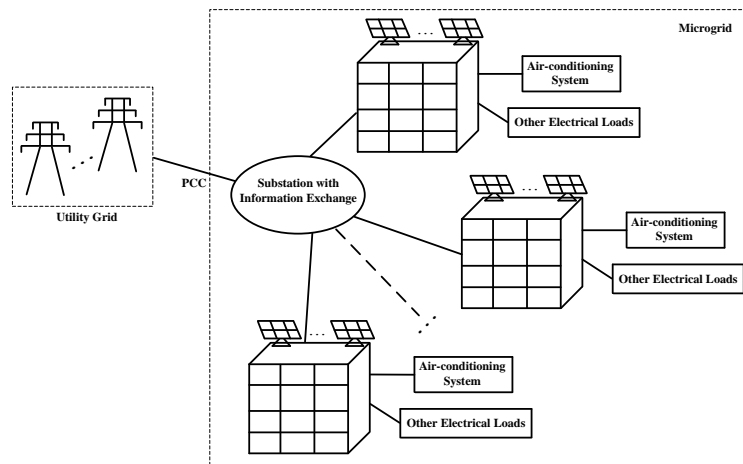 Microgrid
Air-conditioning
System
Other Electrical Loads
PCC
Substation with
Information Exchange
Utility Grid
Air-conditioning
System
Other Electrical Loads
Air-conditioning
System
Other Electrical Loads